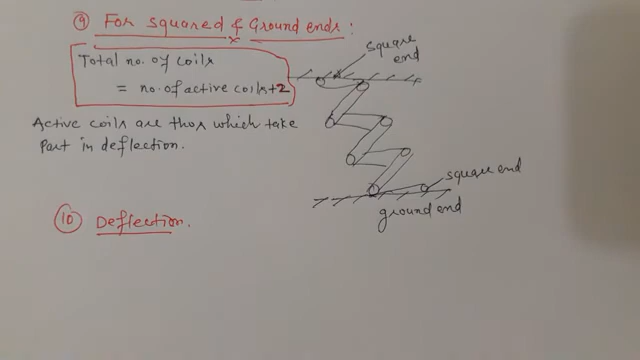 ⑨ For squared & Ground ends:
Total no. of coils
= no. of active coils+2
Active coils are thos which take
Part in deflection.
square
end
square end
ground end
⑩ Deflection.